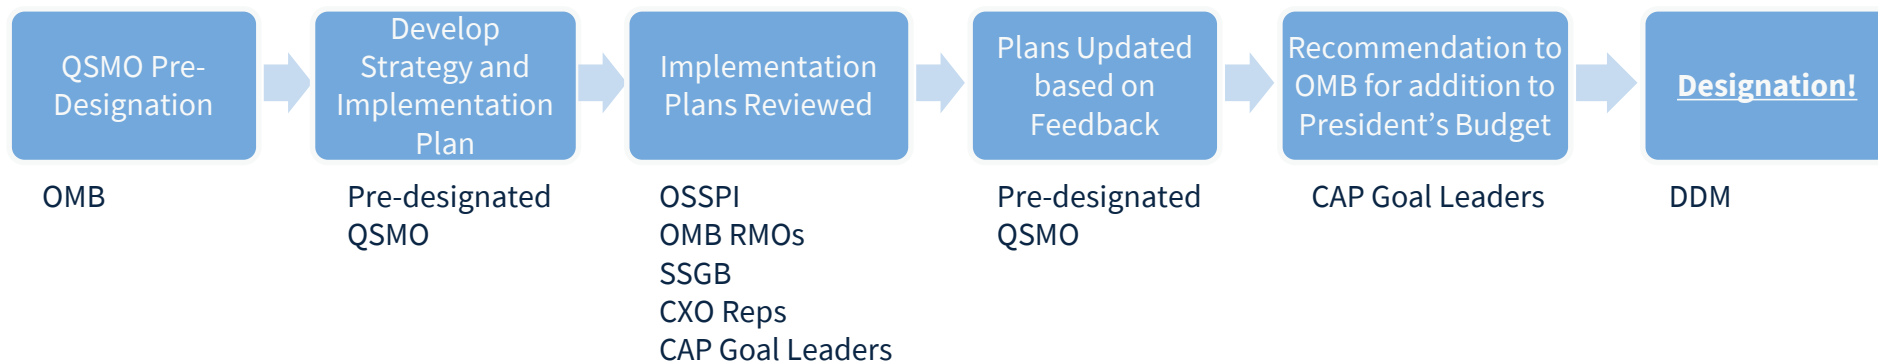 QSMO Pre-
Designation
Develop
Strategy and
Implementation
Plan
Implementation
Plans Reviewed
Plans Updated
based on
Feedback
Recommendation to
OMB for addition to
President’s Budget
Designation!
OMB
Pre-designated
QSMO
OSSPI
OMB RMOs
SSGB
CXO Reps
CAP Goal Leaders
Pre-designated
QSMO
CAP Goal Leaders
DDM